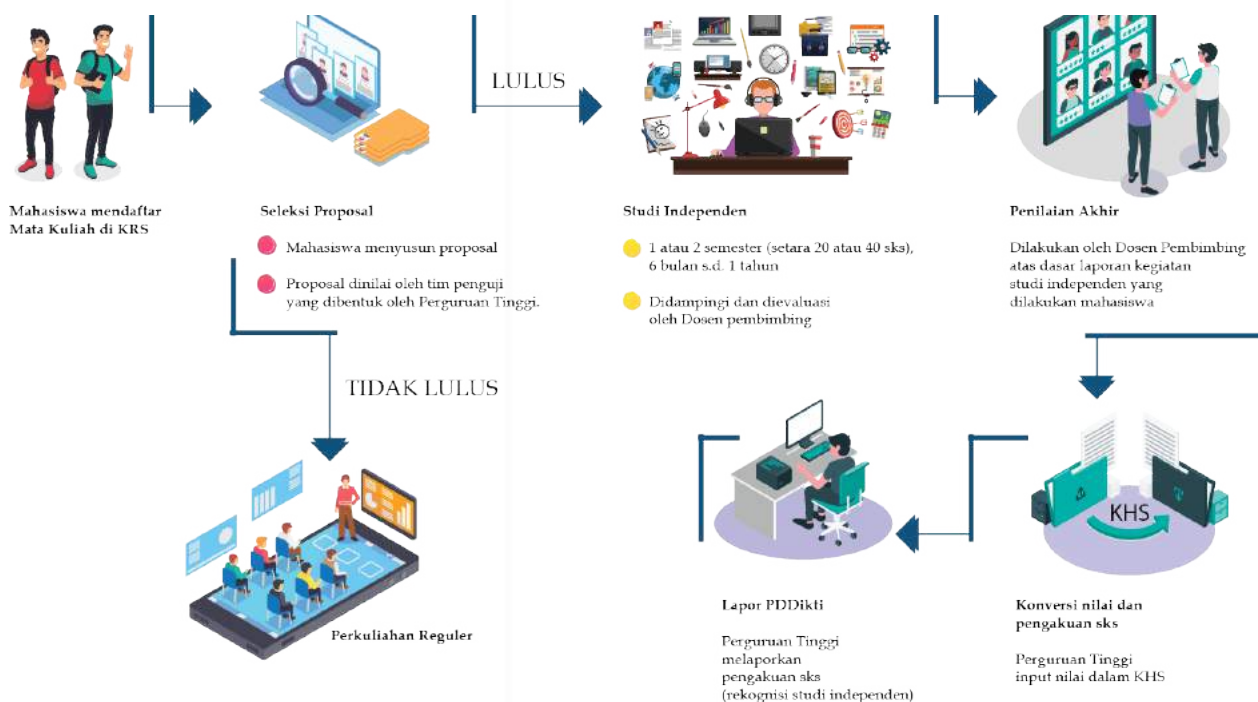 LULUS
Mahasiswa mendaftar
Mata Kuliah di KRS
Seleksi Proposal
Mahasiswa menyusun proposal
Proposal dinilai oleh tim penguji
yang dibentuk oleh Perguruan Tinggi.
Studi Independen
1 atau 2 semester (setara 20 atau 40 sks),
6 bulan s.d. 1 tahun
Didampingi dan dievaluasi
oleh Dosen pembimbing
Penilaian Akhir
Dilakukan oleh Dosen Pembimbing
atas dasar laporan kegiatan
studi independen yang
dilakukan mahasiswa
TIDAK LULUS
Perkuliahan Reguler
KHS
Konversi nilai dan
pengakuan sks
Perguruan Tinggi
input nilai dalam KHS
Lapor PDDikti
Perguruan Tinggi
melaporkan
pengakuan sks
(rekognisi studi independen)